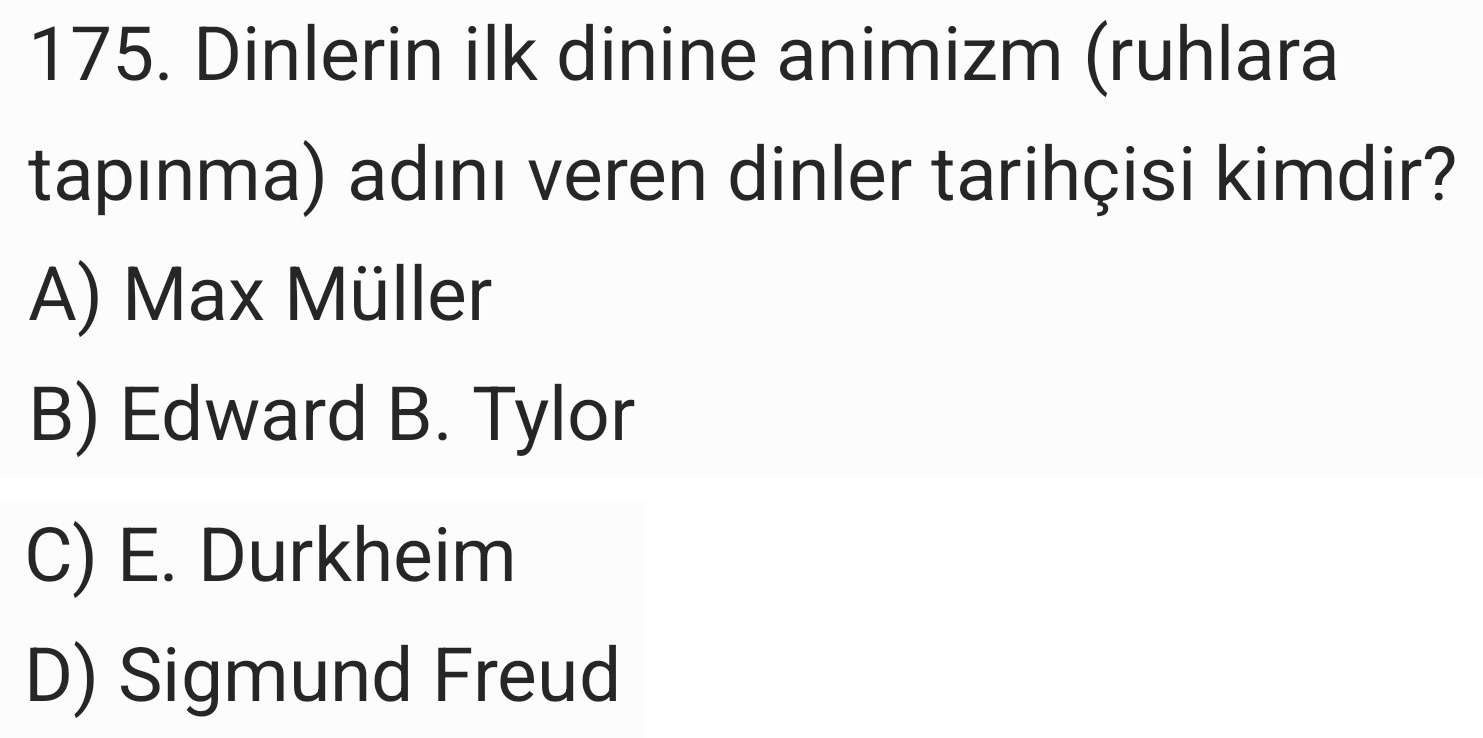 175. Dinlerin ilk dinine animizm (ruhlara
tapınma) adını veren dinler tarihçisi kimdir?
A) Max Müller
B) Edward B. Tylor
C) E. Durkheim
D) Sigmund Freud